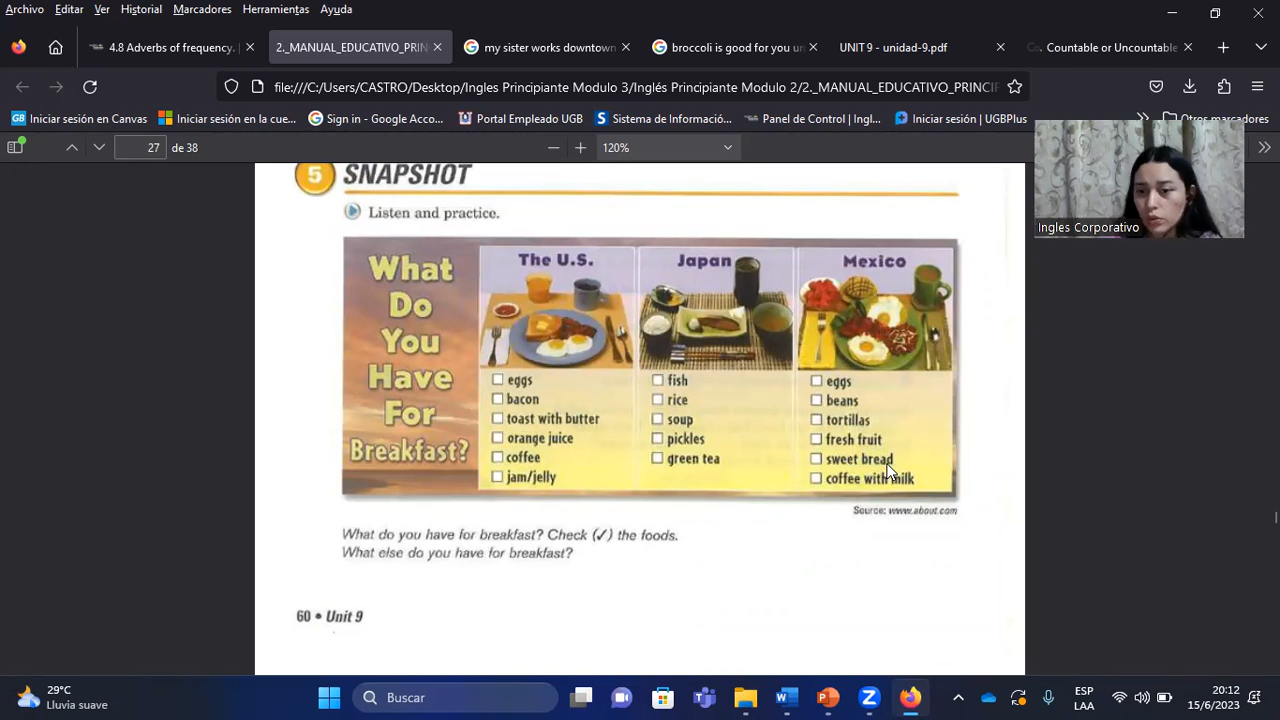 Archivo Editar Ver Historial Marcadores Herramientas Ayuda
4.8 Adverbs of frequency.
2._MANUAL_EDUCATIVO_PRIN
my sister works downtown
broccoli is good for you un
UNIT 9 - unidad-9.pdf
Countable or Uncountable
file:///C:/Users/CASTRO/Desktop/Ingles Principiante Modulo 3/Inglés Principiante Modulo 2/2._MANUAL_EDUCATIVO_PRINCIP
Iniciar sesión en Canvas
Iniciar sesión en la cue...
Sign in - Google Acco...
Portal Empleado UGB
Sistema de Informació...
Panel de Control | Ingl...
Iniciar sesión | UGBPlus
Otros marcadores
27 de 38
120%
Ingles Corporativo
5 SNAPSHOT
Listen and practice.
What
Do
You
Have
For
Breakfast?
The U.S.
eggs
bacon
toast with butter
orange juice
coffee
jam/jelly
Japan
fish
rice
soup
pickles
green tea
Mexico
eggs
beans
tortillas
fresh fruit
sweet bread
coffee with milk
Source: www.about.com
What do you have for breakfast? Check (✓) the foods.
What else do you have for breakfast?
60 • Unit 9
29°C
Lluvia suave
Buscar
ESP
LAA
20:12
15/6/2023